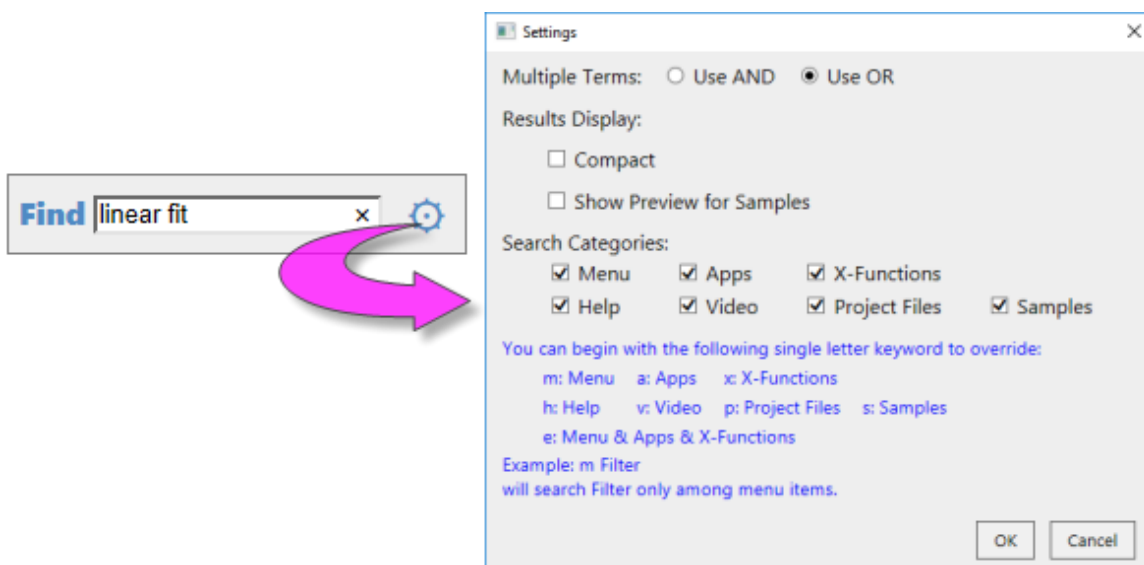 Find linear fit ×
Settings
Multiple Terms: Use AND Use OR
Results Display:
Compact
Show Preview for Samples
Search Categories:
Menu Apps X-Functions
Help Video Project Files Samples
You can begin with the following single letter keyword to override:
m: Menu a: Apps x: X-Functions
h: Help v: Video p: Project Files s: Samples
e: Menu & Apps & X-Functions
Example: m Filter
will search Filter only among menu items.
OK Cancel